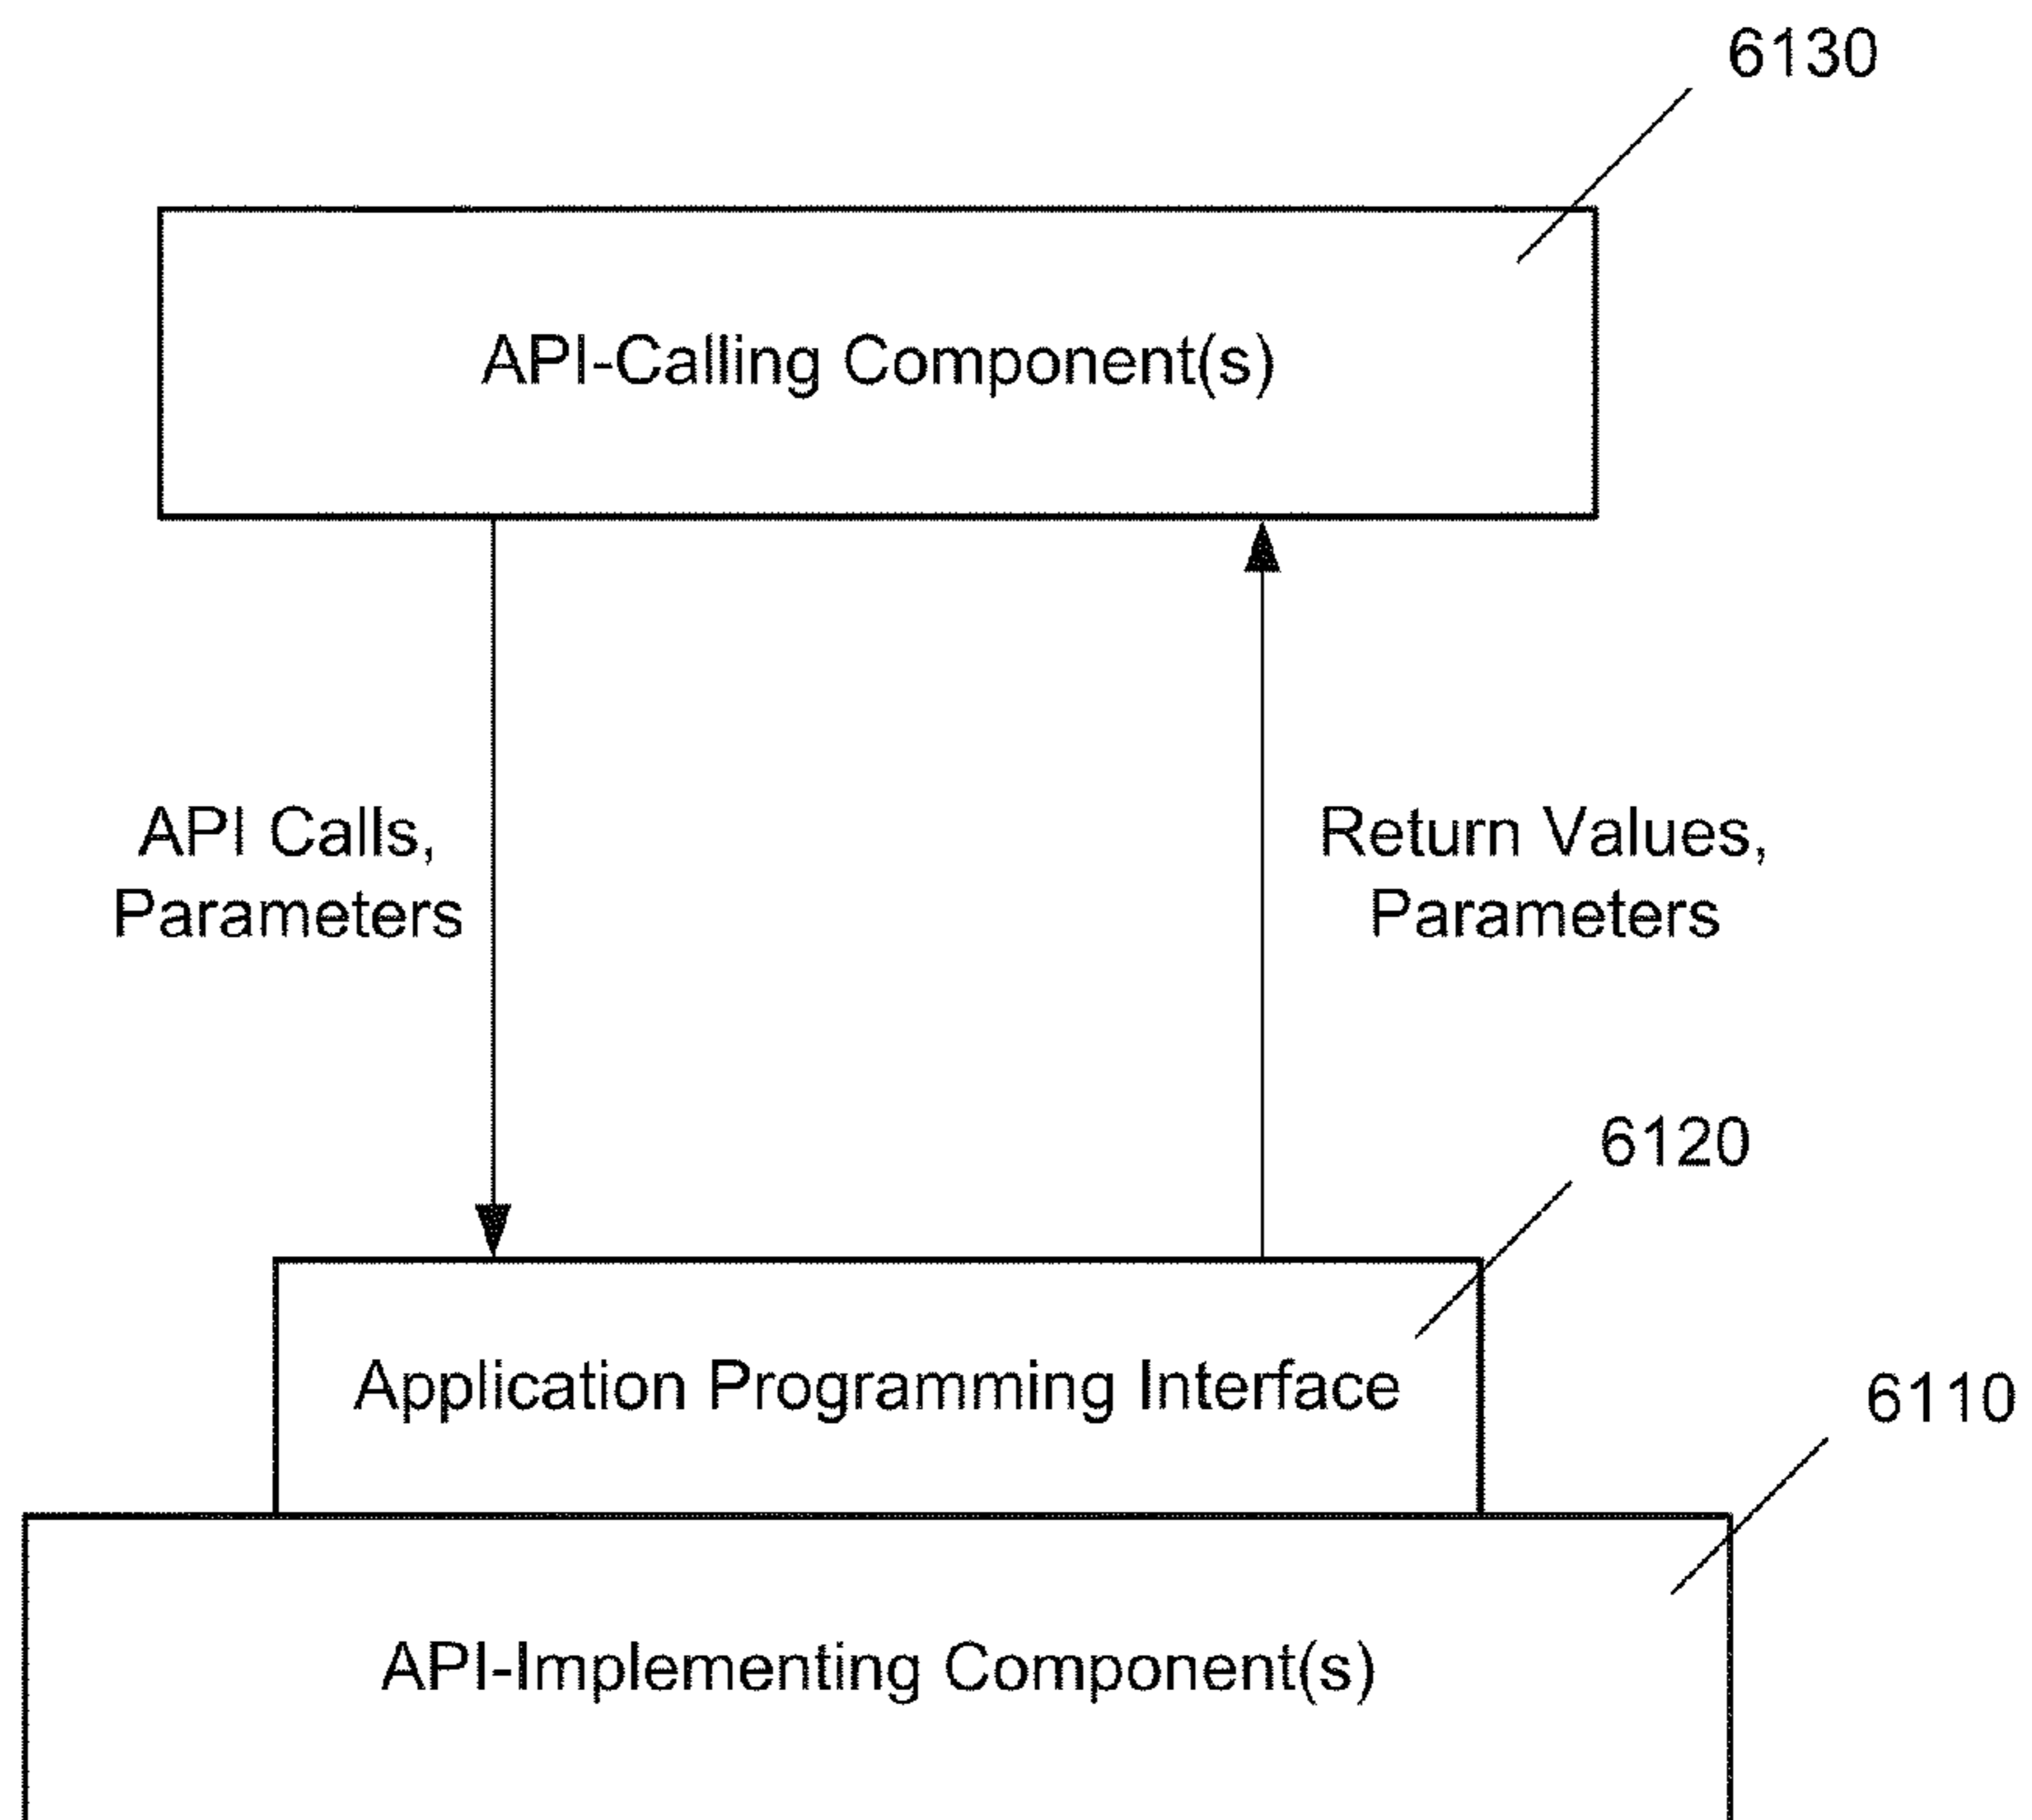 6130
API-Calling Component(s)
API Calls,
Parameters
Return Values,
Parameters
6120
Application Programming Interface
6110
API-Implementing Component(s)